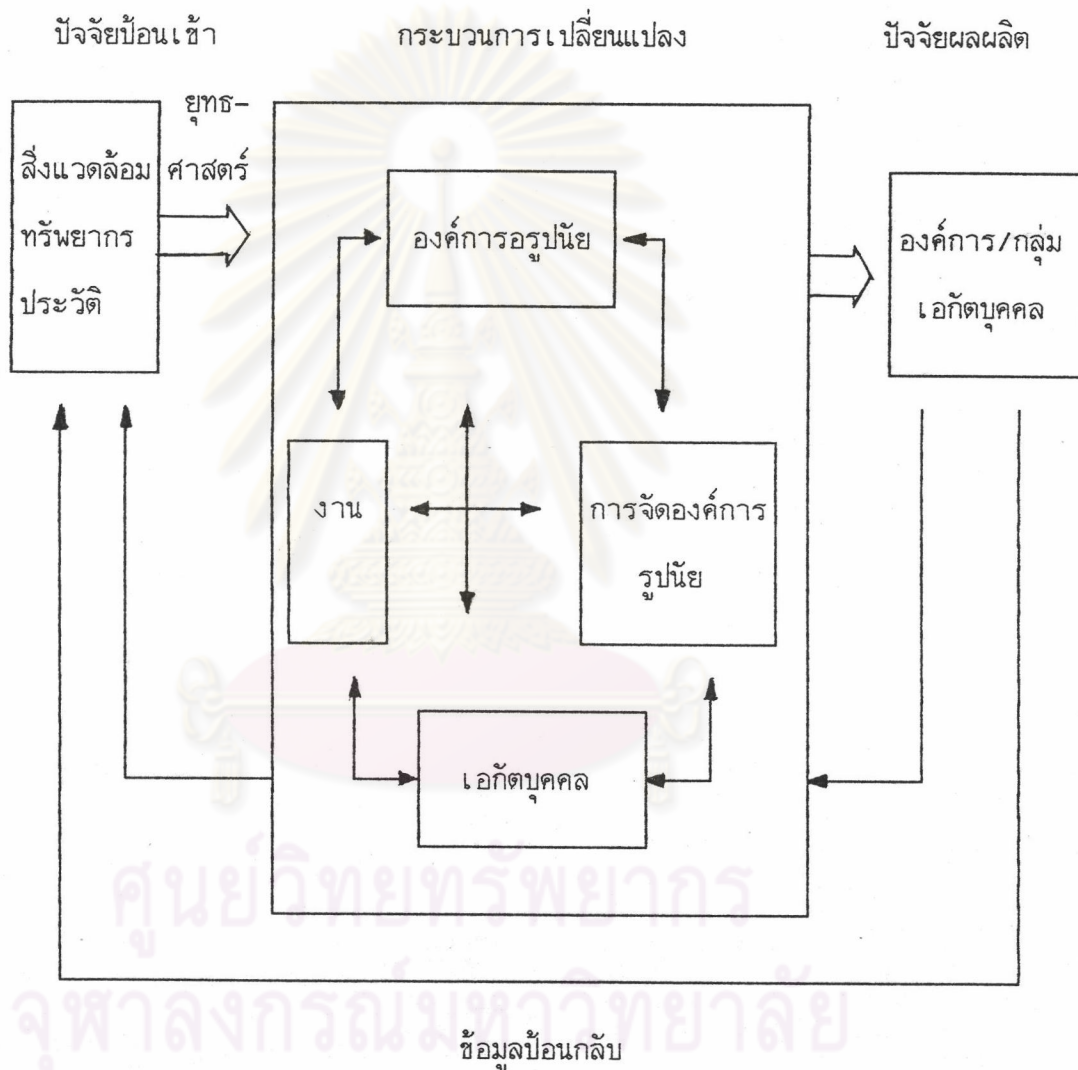 ปัจจัยป้อนเข้า
กระบวนการเปลี่ยนแปลง
ปัจจัยผลผลิต
ยุทธ-
ศาสตร์
สิ่งแวดล้อม
ทรัพยากร
ประวัติ
องค์การอรูปนัย
องค์การ/กลุ่ม
เอกัตบุคคล
งาน
การจัดองค์การ
รูปนัย
เอกัตบุคคล
ศูนย์วิทยทรัพยากร
จุฬาลงกรณ์มหาวิทยาลัย
ข้อมูลป้อนกลับ